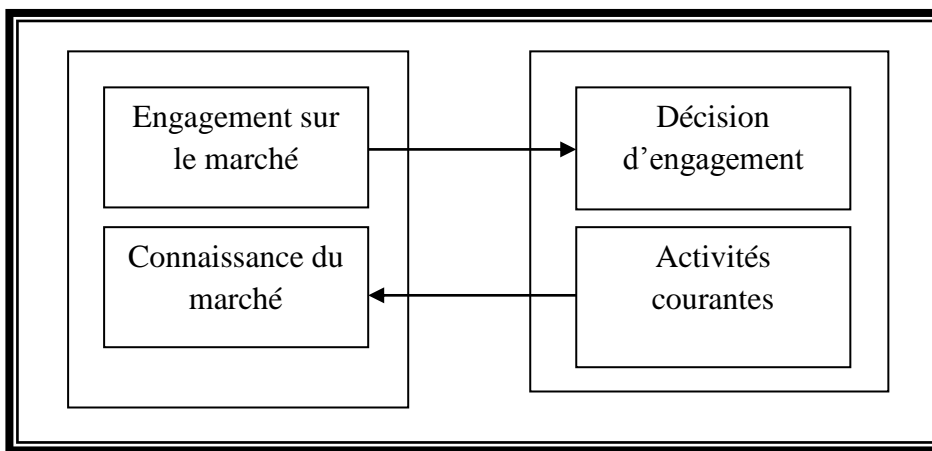 Engagement sur
le marché
Décision
d’engagement
Connaissance du
marché
Activités
courantes